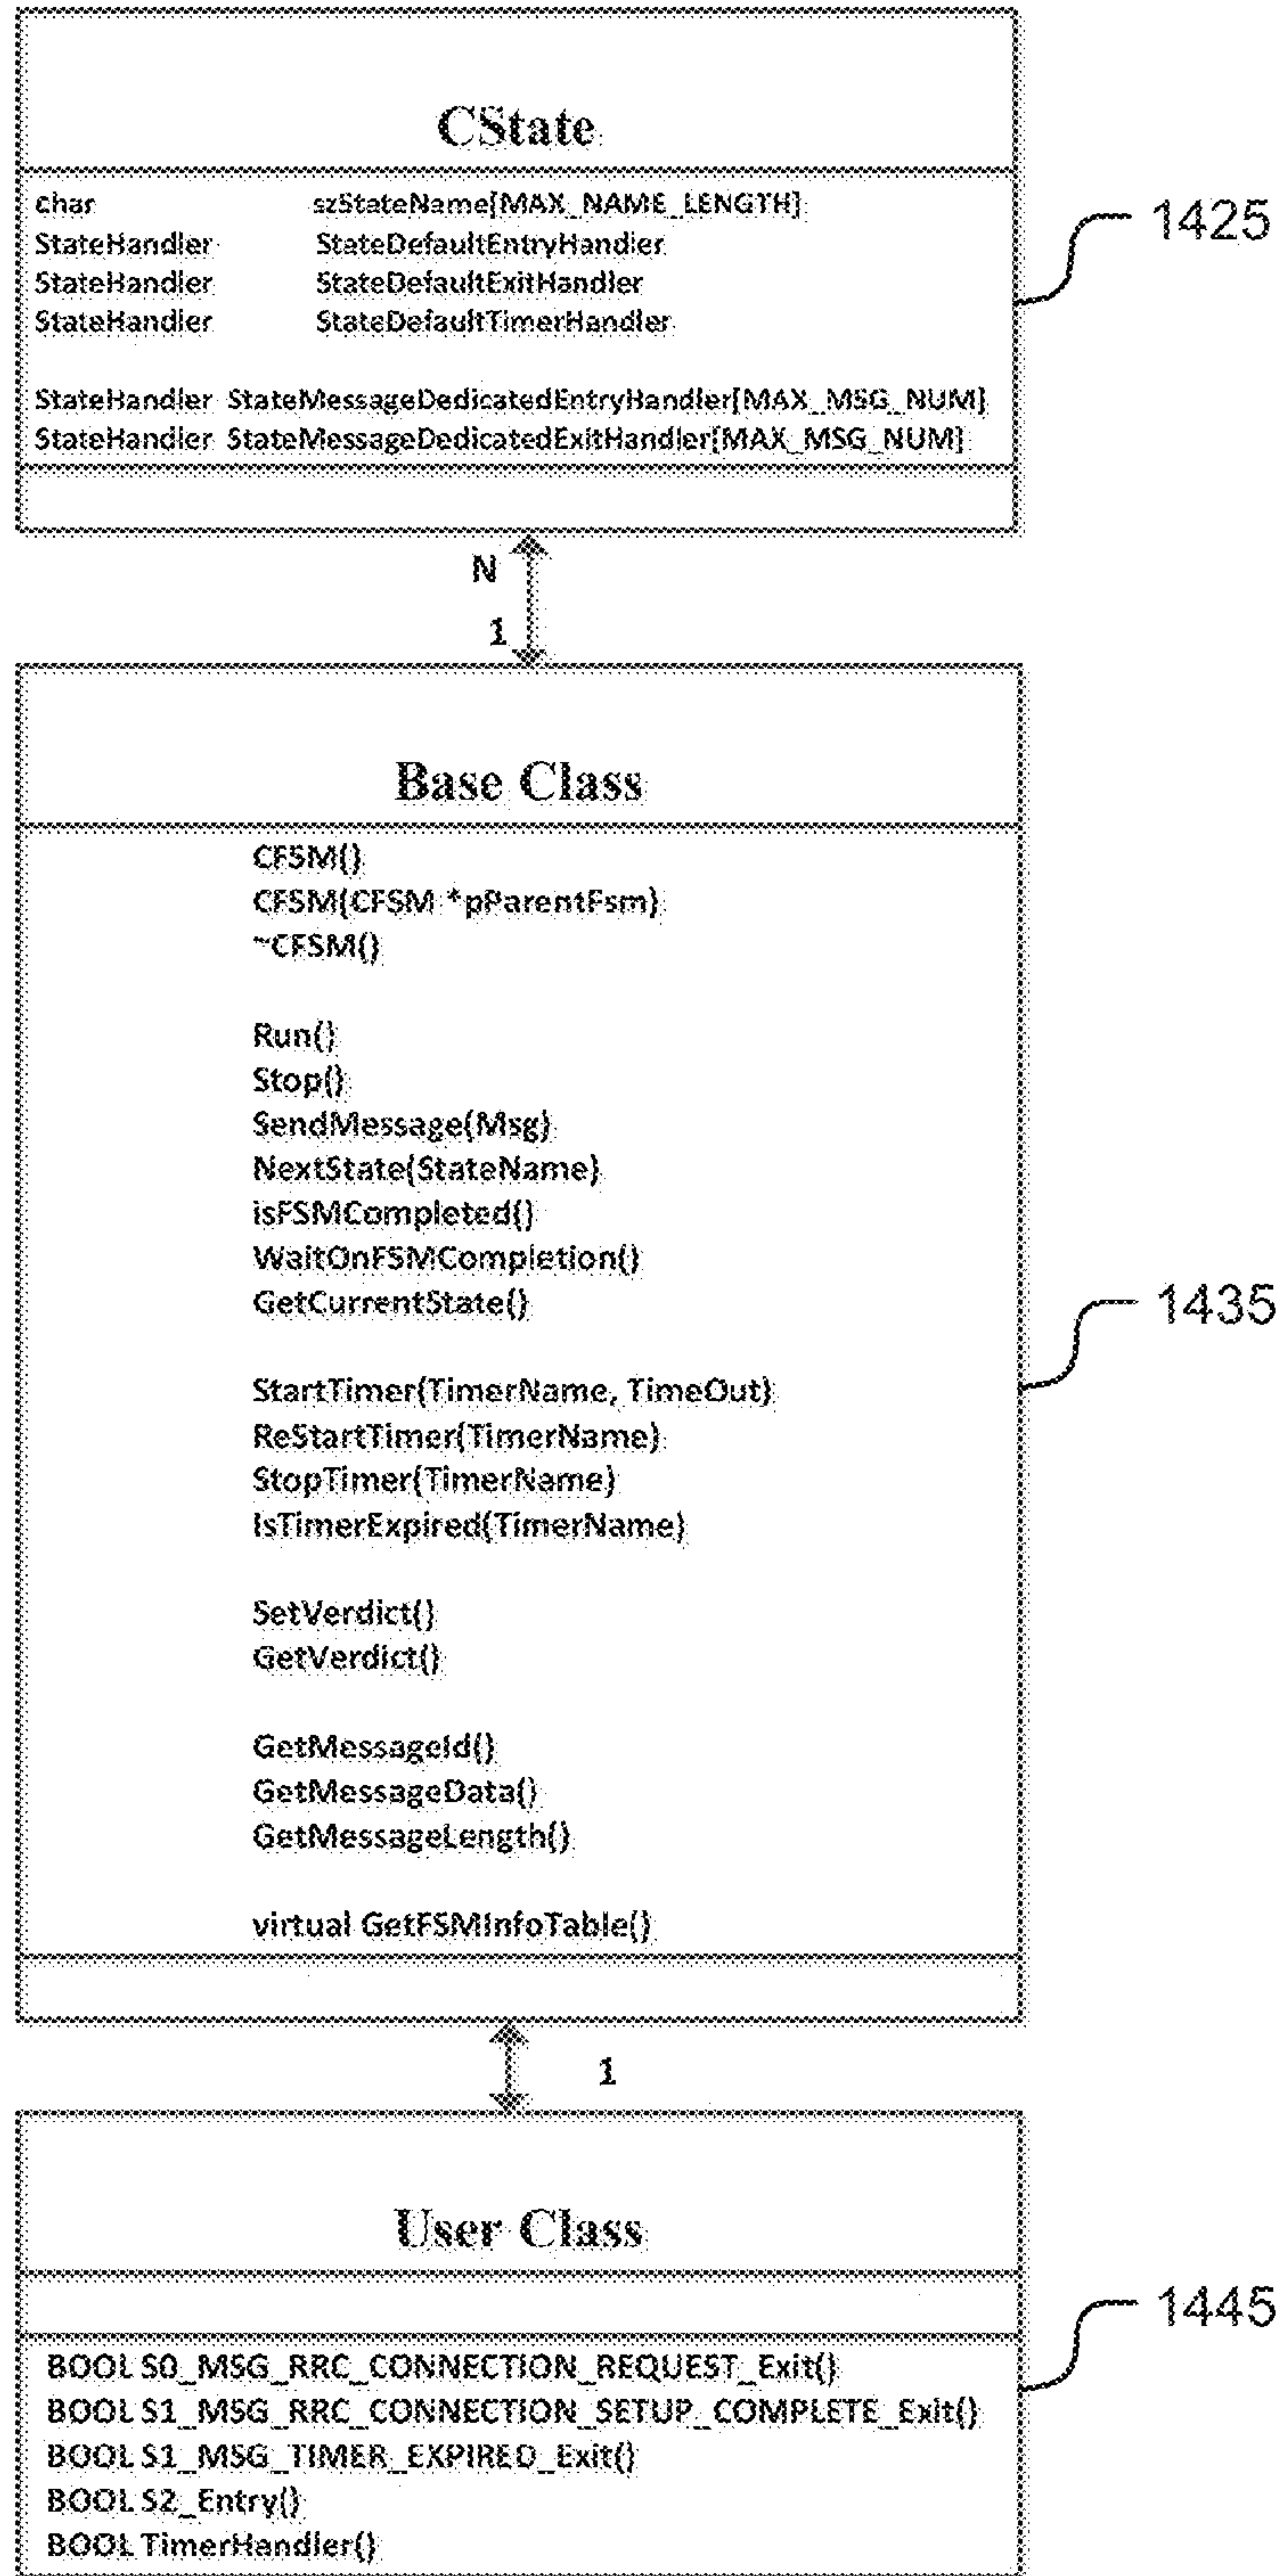 CState
char szStateName[MAX_NAME_LENGTH]
StateHandler StateDefaultEntryHandler
StateHandler StateDefaultExitHandler
StateHandler StateDefaultTimerHandler
StateHandler StateMessageDedicatedEntryHandler[MAX_MSG_NUM]
StateHandler StateMessageDedicatedExitHandler[MAX_MSG_NUM]
1425
N
1
Base Class
CFSM()
CFSM(CFSM *pParentFsm)
~CFSM()
Run()
Stop()
SendMessage(Msg)
NextState(StateName)
isFSMCompleted()
WaitOnFSMCompletion()
GetCurrentState()
StartTimer(TimerName, TimeOut)
ReStartTimer(TimerName)
StopTimer(TimerName)
IsTimerExpired(TimerName)
SetVerdict()
GetVerdict()
GetMessageId()
GetMessageData()
GetMessageLength()
virtual GetFSMInfoTable()
1435
1
User Class
BOOL S0_MSG_RRC_CONNECTION_REQUEST_Exit()
BOOL S1_MSG_RRC_CONNECTION_SETUP_COMPLETE_Exit()
BOOL S1_MSG_TIMER_EXPIRED_Exit()
BOOL S2_Entry()
BOOL TimerHandler()
1445